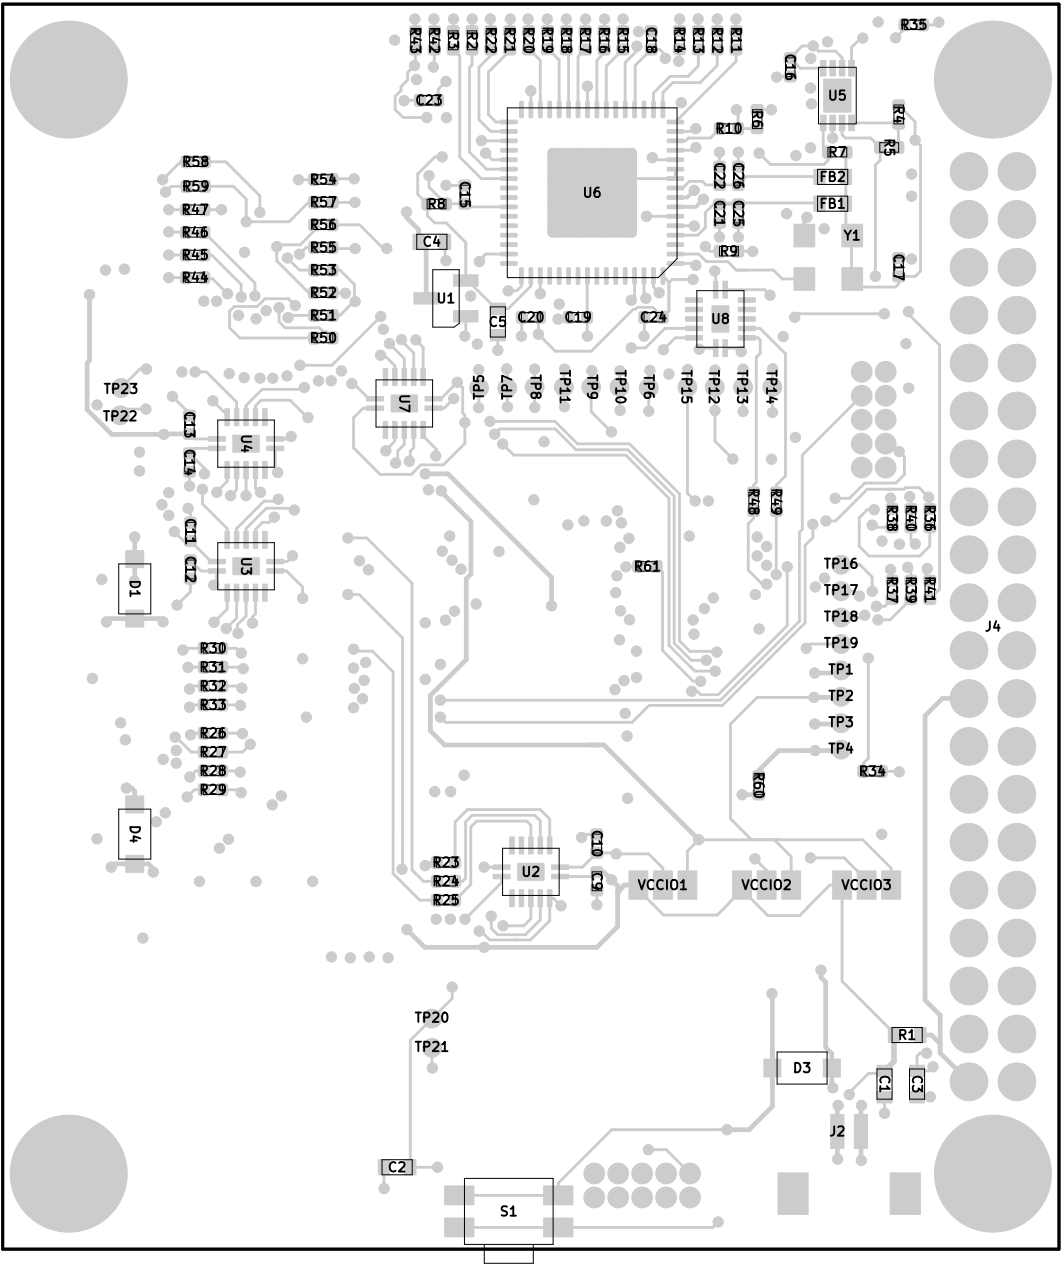 R43 R42 R3 R2 R22 R21 R20 R19 R18 R17 R16 R15 C18 R14 R13 R12 R11
R35
C16
U5
C23
R4
R10 R6
R5
R7
R58
R54
C22 C26
FB2
R59
U6
C15
R57
R8
FB1
R47
C21 C25
R56
R46
C4
Y1
R55
R9
R45
R53
C17
R44
R52
U1
R51
C5 C20 C19 C24
U8
R50
TP23
TP5 TP7 TP8 TP11 TP9 TP10 TP6 TP15 TP12 TP13 TP14
U7
TP22
C13
U4
C14
R48 R49
R38 R40 R36
C11
U3
C12
R61
TP16
D1
TP17
R37 R39 R41
TP18
J4
R30
TP19
R31
TP1
R32
TP2
R33
TP3
R26
R27
TP4
R28
R34
R29
R60
D4
C10
R23
U2
R24
C9
VCCIO1 VCCIO2 VCCIO3
R25
TP20
R1
TP21
D3
C1 C3
J2
C2
S1